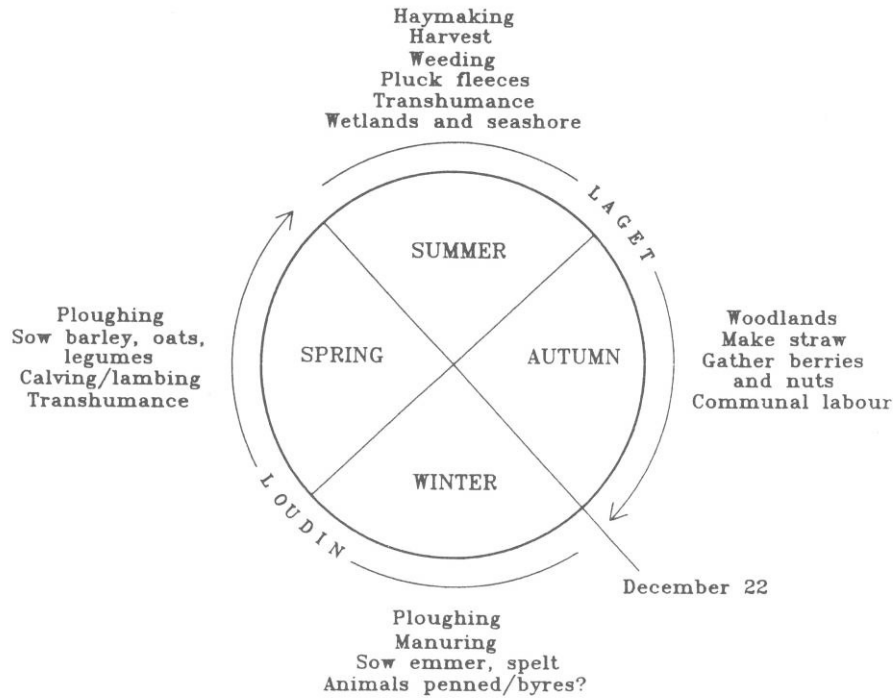 Haymaking
Harvest
Weeding
Pluck fleeces
Transhumance
Wetlands and seashore
LAGET
SUMMER
Ploughing
Sow barley, oats,
legumes
Calving/lambing
Transhumance
SPRING
AUTUMN
Woodlands
Make straw
Gather berries
and nuts
Communal labour
WINTER
LOUDIN
December 22
Ploughing
Manuring
Sow emmer, spelt
Animals penned/byres?